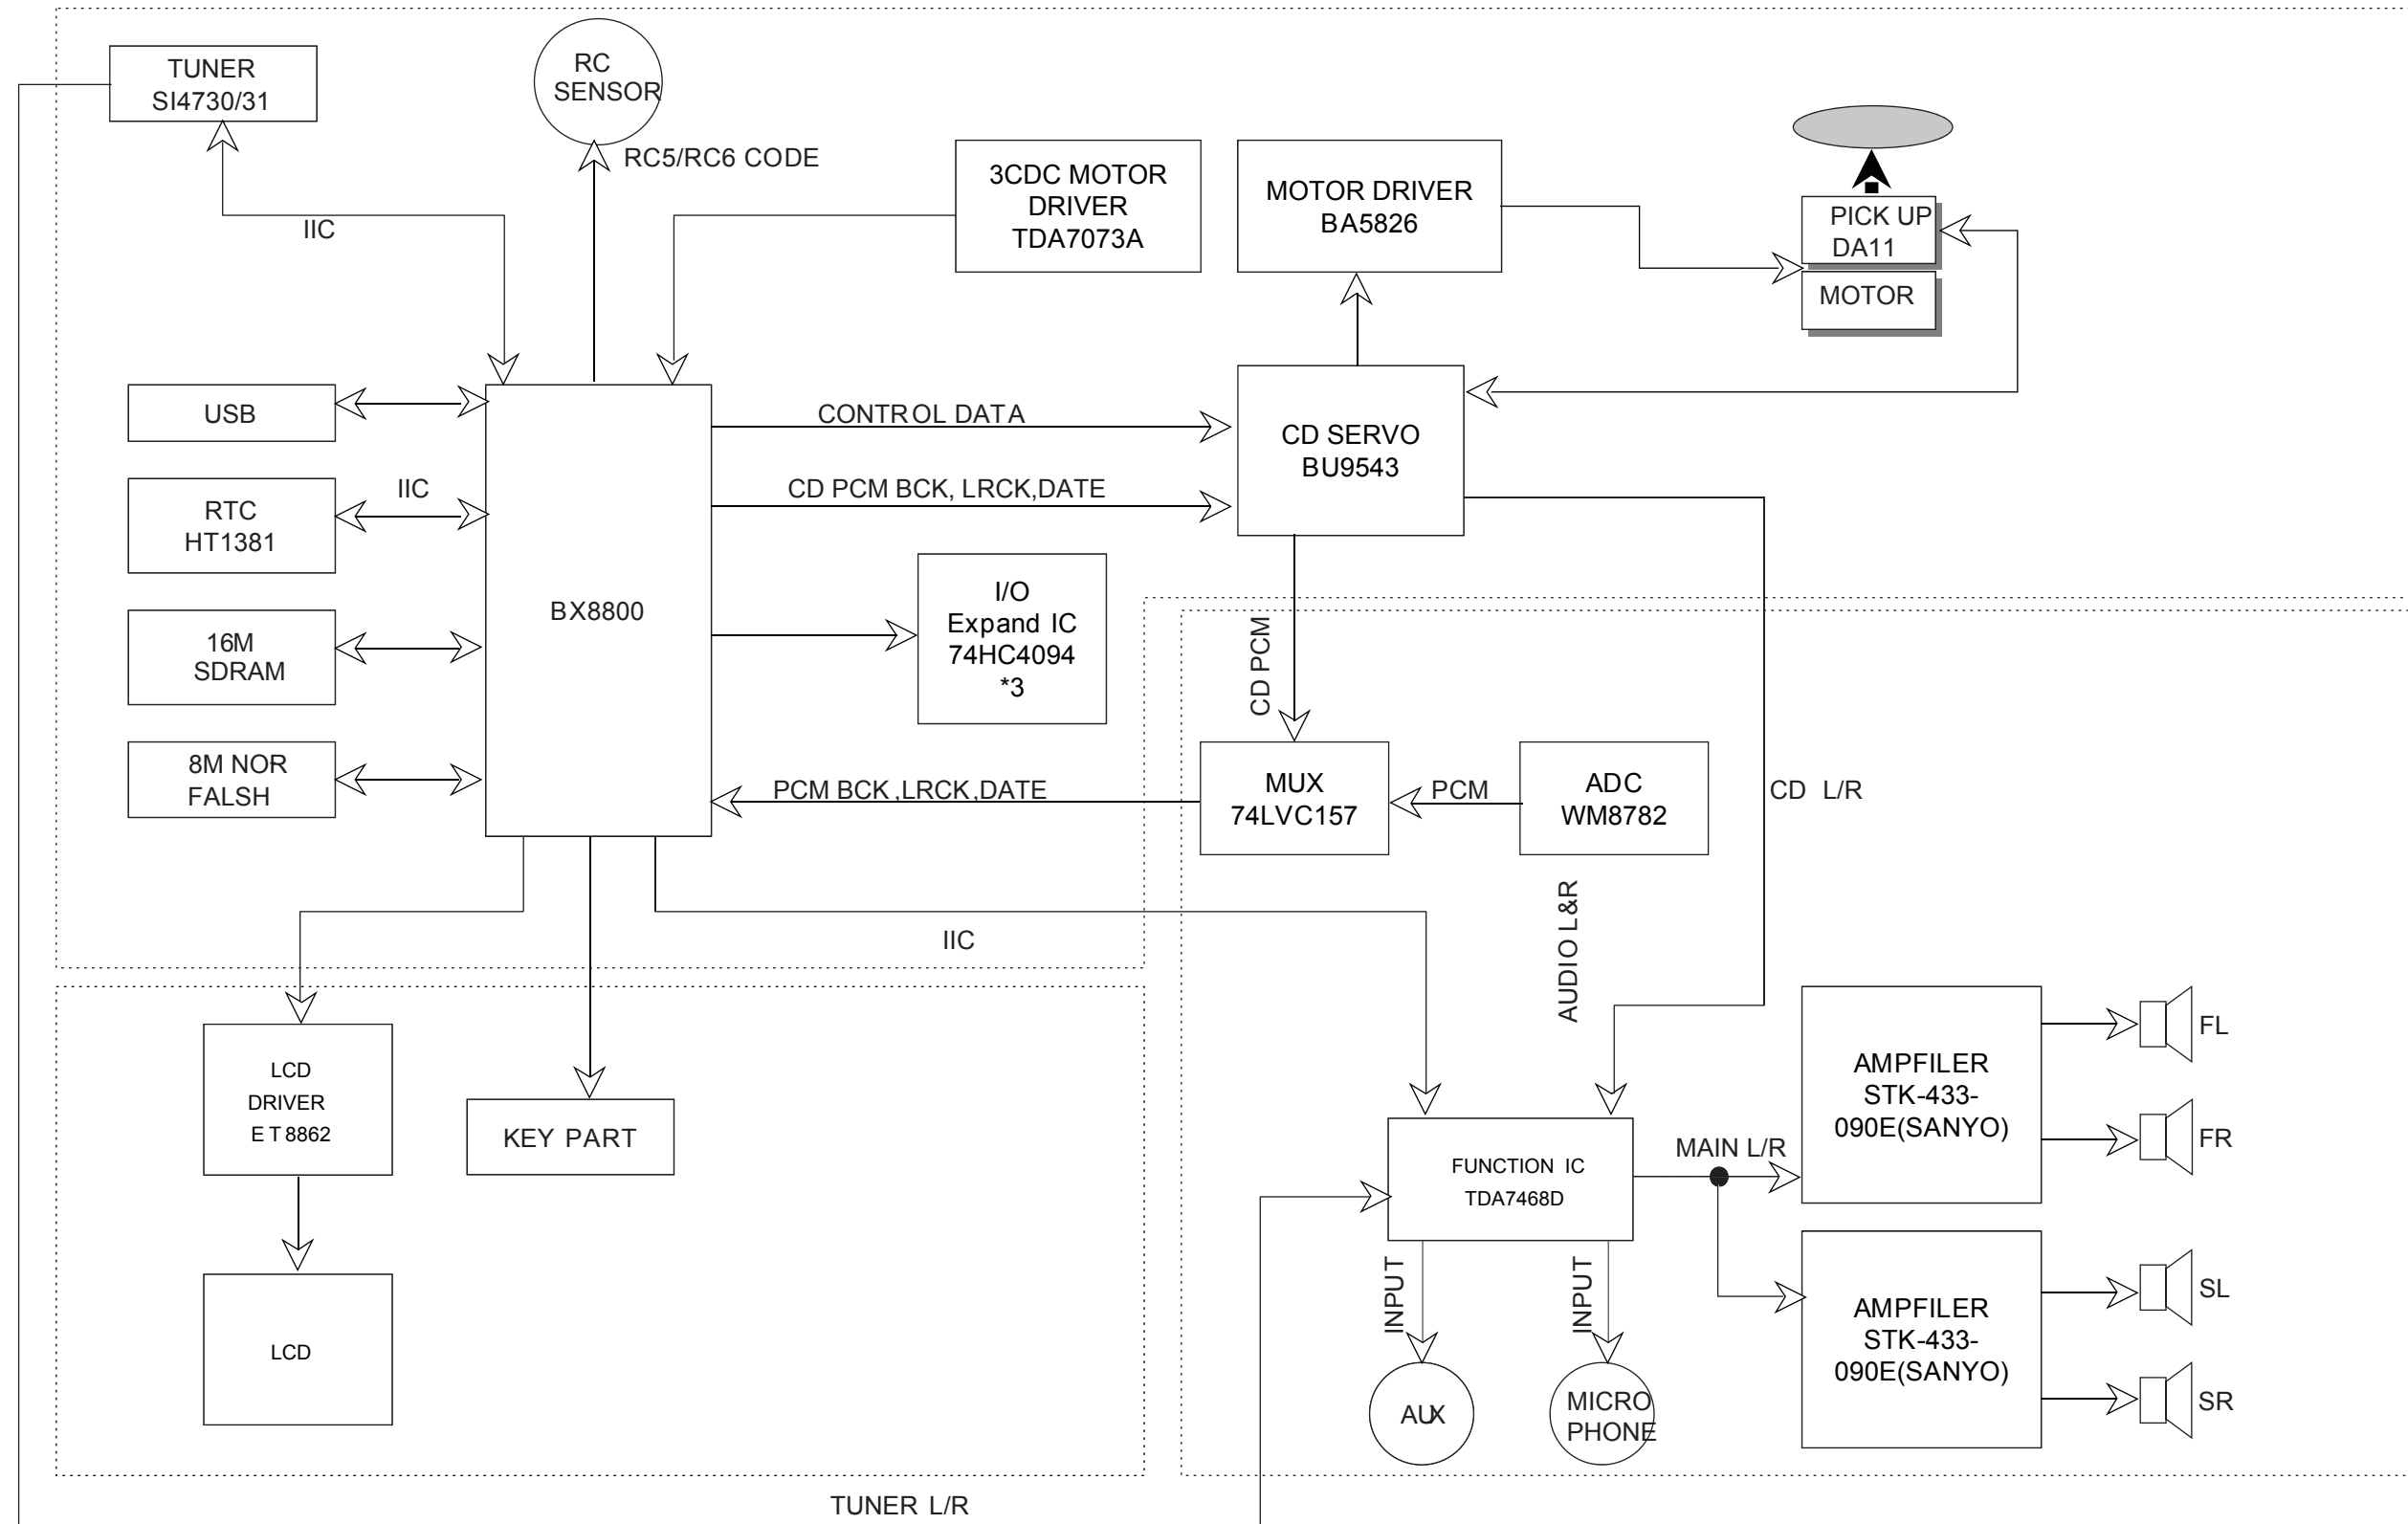 TUNER
SI4730/31
RC
SENSOR
RC5/RC6 CODE
IIC
3CDC MOTOR
DRIVER
TDA7073A
MOTOR DRIVER
BA5826
PICK UP
DA11
MOTOR
USB
RTC
HT1381
IIC
16M
SDRAM
8M NOR
FALSH
BX8800
CONTROL DATA
CD PCM BCK, LRCK,DATE
CD SERVO
BU9543
I/O
Expand IC
74HC4094
*3
CD PCM
PCM BCK ,LRCK,DATE
MUX
74LVC157
PCM
ADC
WM8782
CD L/R
AUDIO L&R
IIC
LCD
DRIVER
ET8862
KEY PART
LCD
FUNCTION IC
TDA7468D
MAIN L/R
AMPFILER
STK-433-
090E(SANYO)
FL
FR
AMPFILER
STK-433-
090E(SANYO)
SL
SR
INPUT
INPUT
AUX
MICRO
PHONE
TUNER L/R